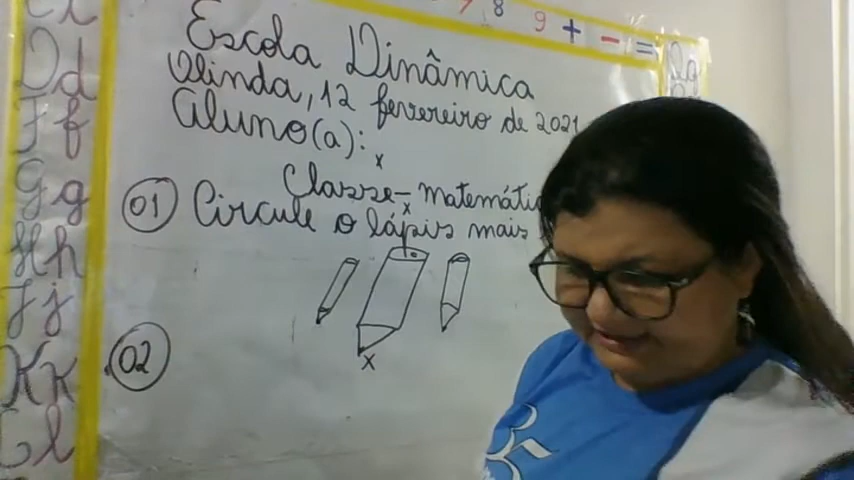 8 9 + - =
Escola Dinâmica
Olinda, 12 fevereiro de 2021
Aluno(a):
x
Classe - matemátic
x
01 Circule o lápis mais
02
x
Dd
Ff
Gg
Hh
Jj
Kk
Ll